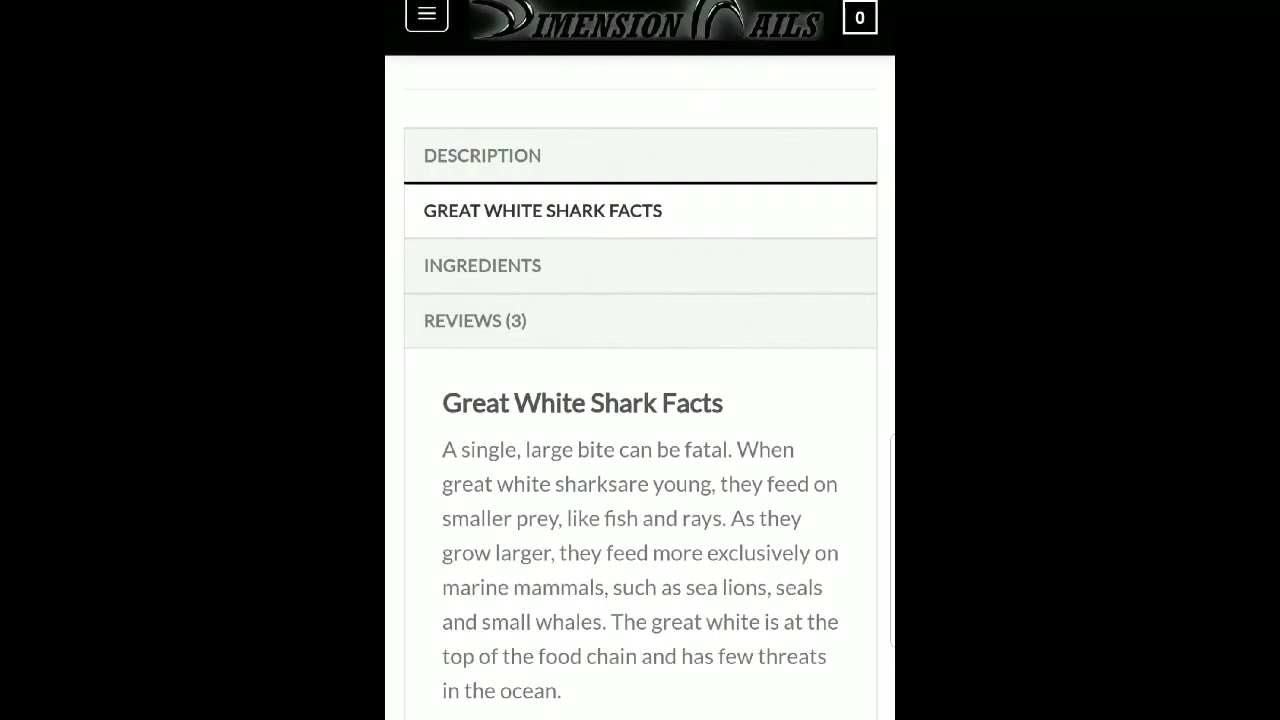 DIMENSION NAILS
0
DESCRIPTION
GREAT WHITE SHARK FACTS
INGREDIENTS
REVIEWS (3)
Great White Shark Facts
A single, large bite can be fatal. When
great white sharksare young, they feed on
smaller prey, like fish and rays. As they
grow larger, they feed more exclusively on
marine mammals, such as sea lions, seals
and small whales. The great white is at the
top of the food chain and has few threats
in the ocean.